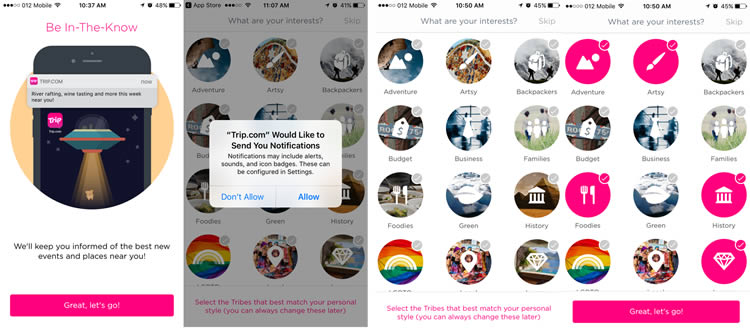 012 Mobile 10:37 AM 48%
Be In-The-Know
TRIP.COM now
River rafting, wine tasting and more this week
near you!
Trip
Trip.com
We'll keep you informed of the best new
events and places near you!
Great, let's go!
App Store 11:07 AM 41%
What are your interests? Skip
Adventure Artsy Backpackers
"Trip.com" Would Like to
Send You Notifications
Notifications may include alerts,
sounds, and icon badges. These can
be configured in Settings.
Don't Allow Allow
Foodies Green History
Select the Tribes that best match your personal
style (you can always change these later)
012 Mobile 10:50 AM 45%
What are your interests? Skip
Adventure Artsy Backpackers
Budget Business Families
Foodies Green History
Select the Tribes that best match your personal
style (you can always change these later)
012 Mobile 10:50 AM 45%
What are your interests? Skip
Adventure Artsy Backpackers
Budget Business Families
Foodies Green History
Great, let's go!